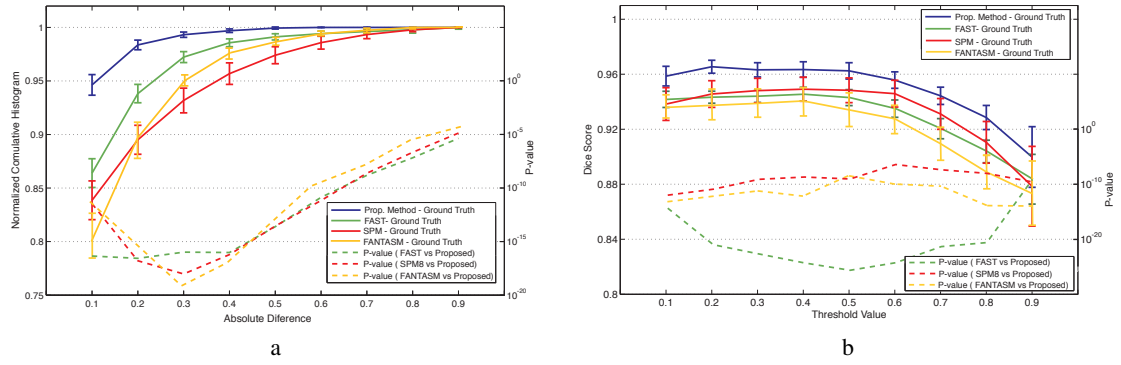 1
0.95
0.9
0.85
0.8
0.75
Normalized Comulative Histogram
0.1 0.2 0.3 0.4 0.5 0.6 0.7 0.8 0.9
Absolute Diference
10^0
10^-5
10^-10
10^-15
10^-20
P-value
Prop. Method - Ground Truth
FAST- Ground Truth
SPM - Ground Truth
FANTASM - Ground Truth
P-value ( FAST vs Proposed)
P-value ( SPM8 vs Proposed)
P-value ( FANTASM vs Proposed)
a
1
0.96
0.92
0.88
0.84
0.8
Dice Score
0.1 0.2 0.3 0.4 0.5 0.6 0.7 0.8 0.9
Threshold Value
10^0
10^-10
10^-20
P-value
Prop. Method - Ground Truth
FAST- Ground Truth
SPM - Ground Truth
FANTASM - Ground Truth
P-value ( FAST vs Proposed)
P-value ( SPM8 vs Proposed)
P-value ( FANTASM vs Proposed)
b